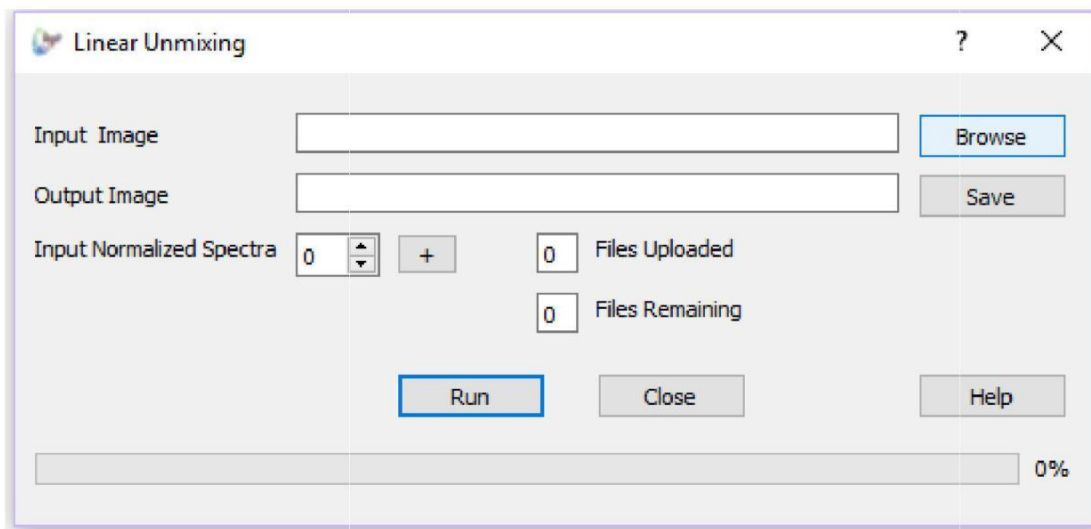 Linear Unmixing ? ×
Input Image Browse
Output Image Save
Input Normalized Spectra 0 + 0 Files Uploaded
0 Files Remaining
Run Close Help
0%